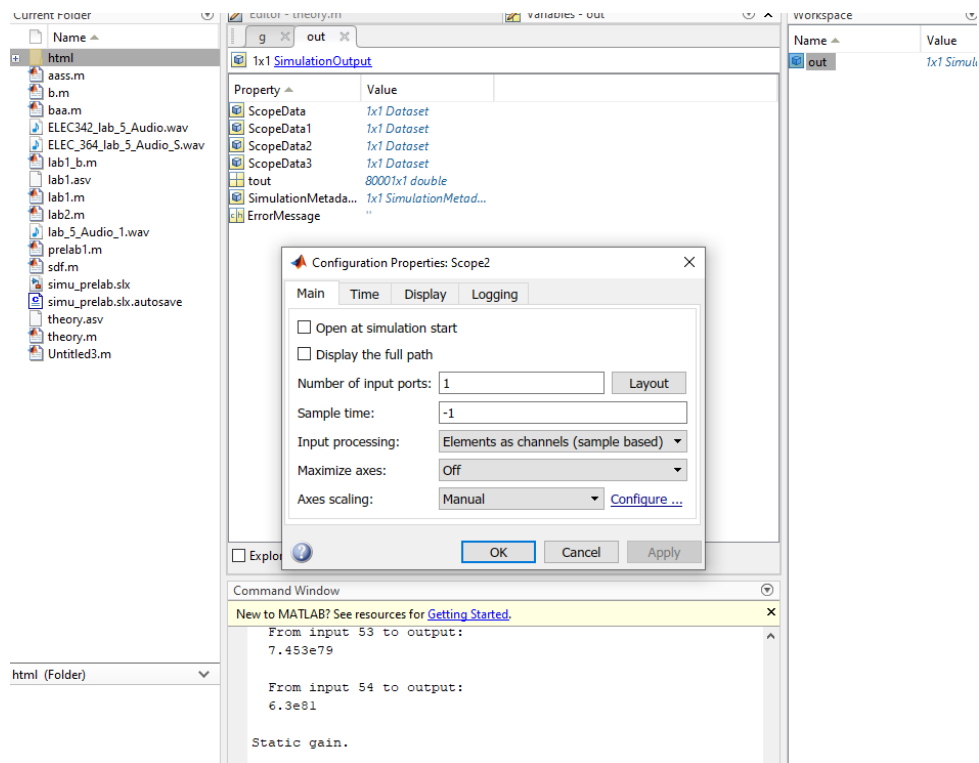 Current Folder
Name
html
aass.m
b.m
baa.m
ELEC342_lab_5_Audio.wav
ELEC_364_lab_5_Audio_S.wav
lab1_b.m
lab1.asv
lab1.m
lab2.m
lab_5_Audio_1.wav
prelab1.m
sdf.m
simu_prelab.slx
simu_prelab.slx.autosave
theory.asv
theory.m
Untitled3.m
html (Folder)
Editor - theory.m
Variables - out
g
out
1x1 SimulationOutput
Property Value
ScopeData 1x1 Dataset
ScopeData1 1x1 Dataset
ScopeData2 1x1 Dataset
ScopeData3 1x1 Dataset
tout 80001x1 double
SimulationMetada... 1x1 SimulationMetad...
ch ErrorMessage ''
Configuration Properties: Scope2
Main Time Display Logging
Open at simulation start
Display the full path
Number of input ports: 1 Layout
Sample time: -1
Input processing: Elements as channels (sample based)
Maximize axes: Off
Axes scaling: Manual Configure ...
OK Cancel Apply
Explor
Command Window
New to MATLAB? See resources for Getting Started.
From input 53 to output:
7.453e79
From input 54 to output:
6.3e81
Static gain.
Workspace
Name Value
out 1x1 Simula